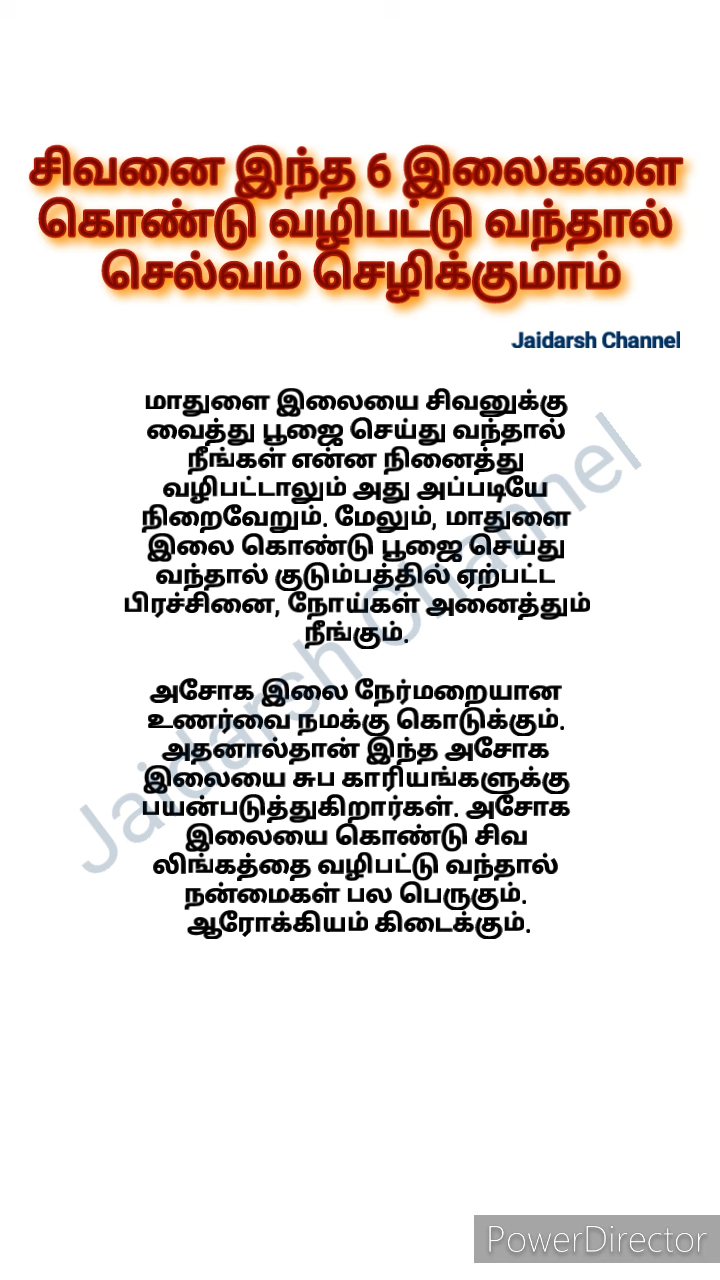 சிவனை இந்த 6 இலைகளை
கொண்டு வழிபட்டு வந்தால்
செல்வம் செழிக்குமாம்
Jaidarsh Channel
மாதுளை இலையை சிவனுக்கு
வைத்து பூஜை செய்து வந்தால்
நீங்கள் என்ன நினைத்து
வழிபட்டாலும் அது அப்படியே
நிறைவேறும். மேலும், மாதுளை
இலை கொண்டு பூஜை செய்து
வந்தால் குடும்பத்தில் ஏற்பட்ட
பிரச்சினை, நோய்கள் அனைத்தும்
நீங்கும்.
அசோக இலை நேர்மறையான
உணர்வை நமக்கு கொடுக்கும்.
அதனால்தான் இந்த அசோக
இலையை சுப காரியங்களுக்கு
பயன்படுத்துகிறார்கள். அசோக
இலையை கொண்டு சிவ
லிங்கத்தை வழிபட்டு வந்தால்
நன்மைகள் பல பெருகும்.
ஆரோக்கியம் கிடைக்கும்.
Jaidarsh Channel
PowerDirector